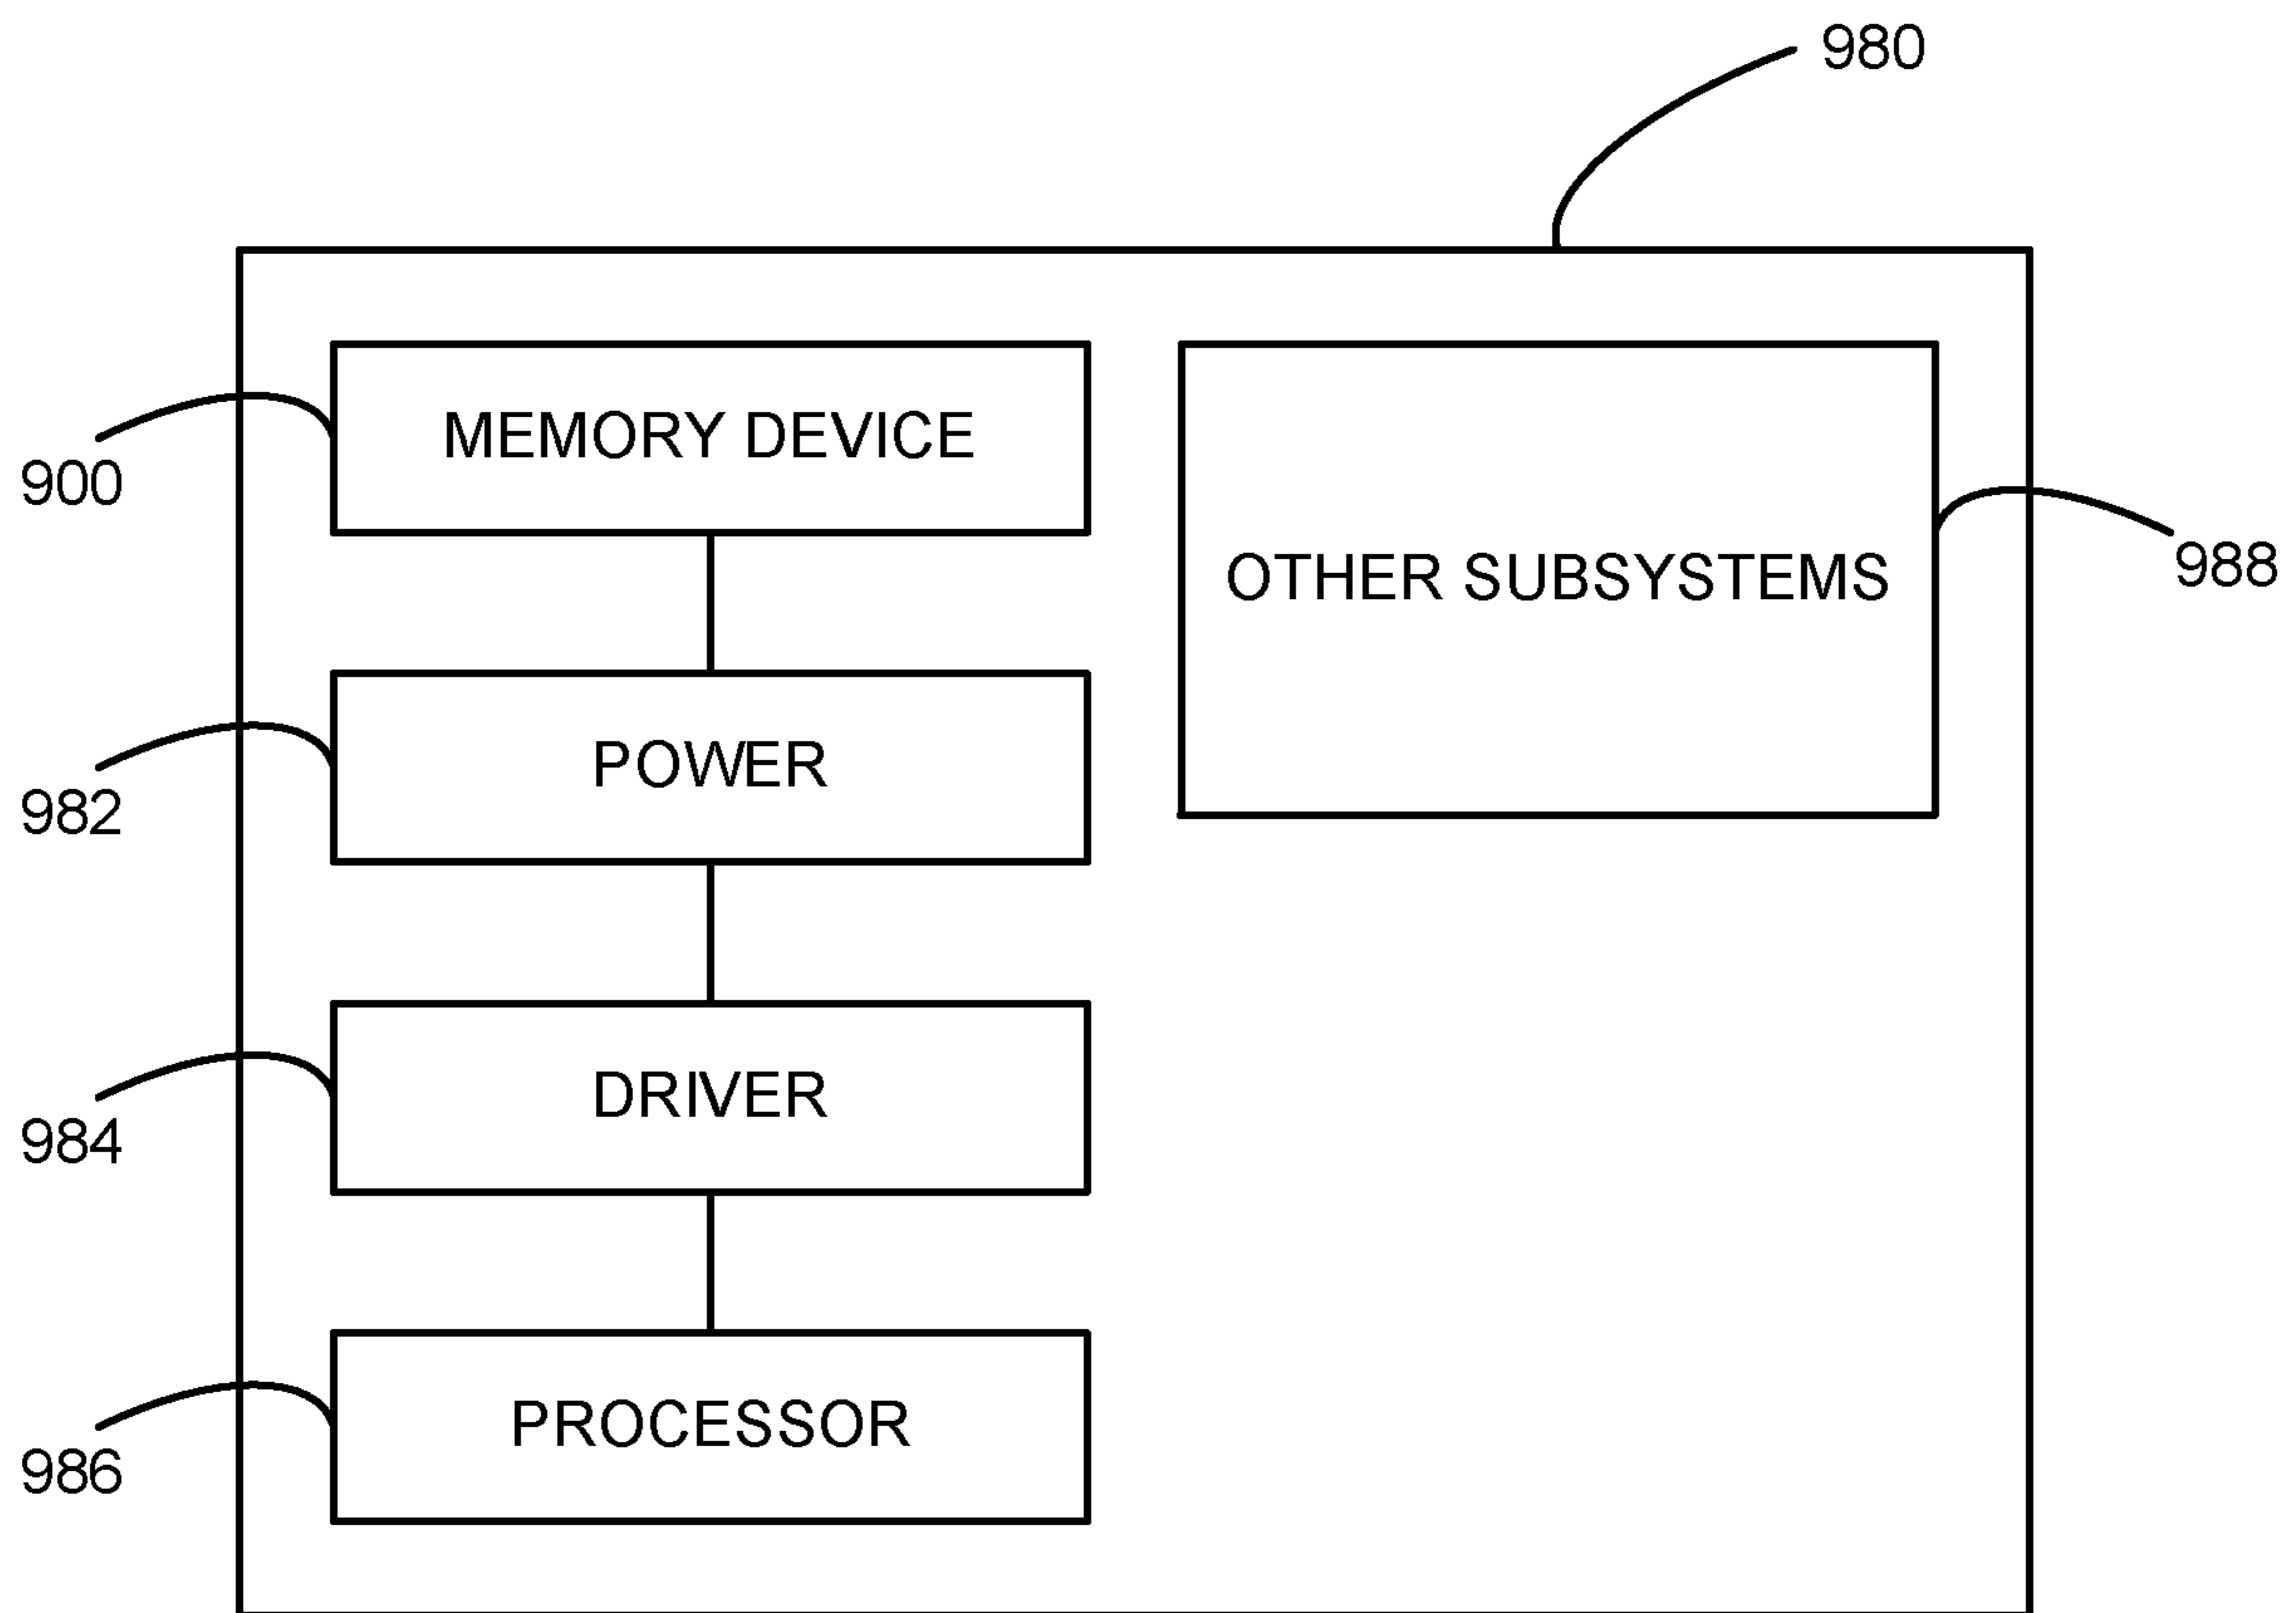 980
MEMORY DEVICE
900
OTHER SUBSYSTEMS
988
POWER
982
DRIVER
984
PROCESSOR
986